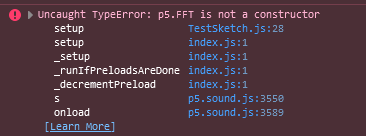 Uncaught TypeError: p5.FFT is not a constructor
setup TestSketch.js:28
setup index.js:1
_setup index.js:1
_runIfPreloadsAreDone index.js:1
_decrementPreload index.js:1
s p5.sound.js:3550
onload p5.sound.js:3589
[Learn More]